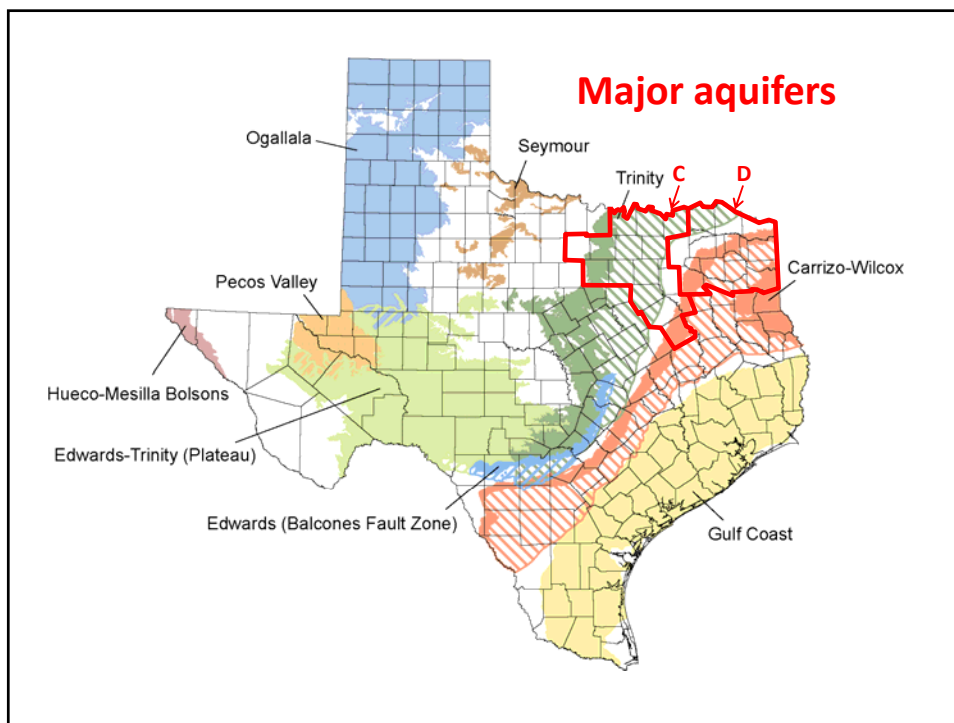 Major aquifers
Ogallala
Seymour
Trinity
C
D
Carrizo-Wilcox
Pecos Valley
Hueco-Mesilla Bolsons
Edwards-Trinity (Plateau)
Edwards (Balcones Fault Zone)
Gulf Coast